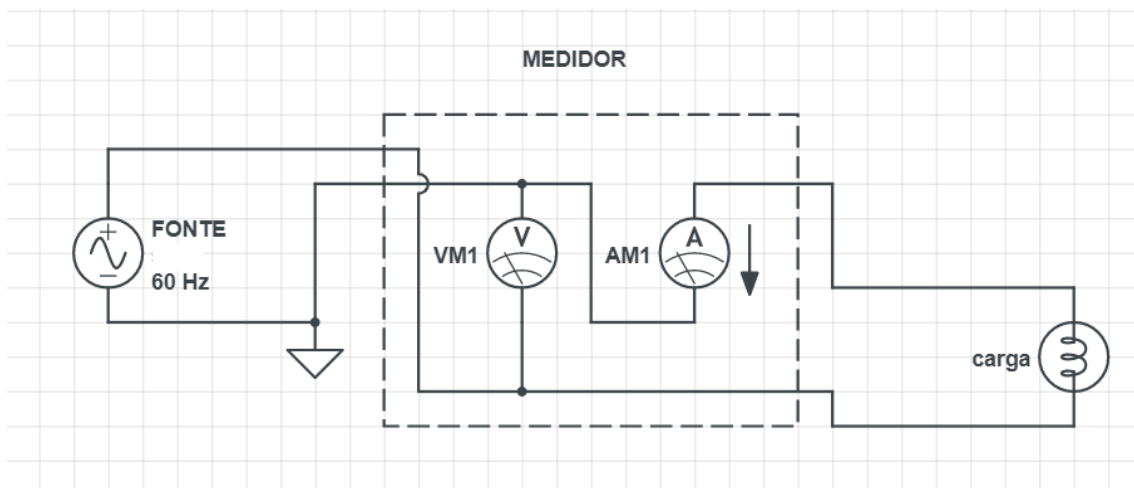 MEDIDOR
FONTE
60 Hz
VM1
V
AM1
A
carga